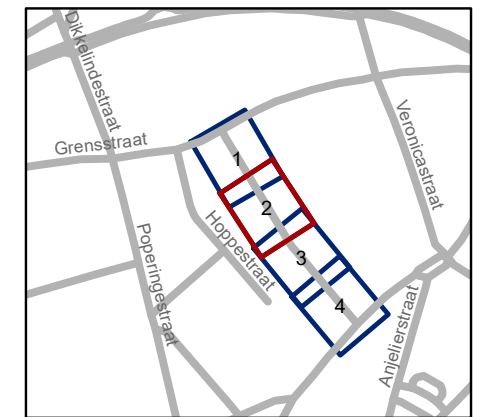 Dikkelindestraat
Grensstraat
Veronicastraat
1
2
Hoppestraat
Poperingestraat
3
4
Anjelierstraat